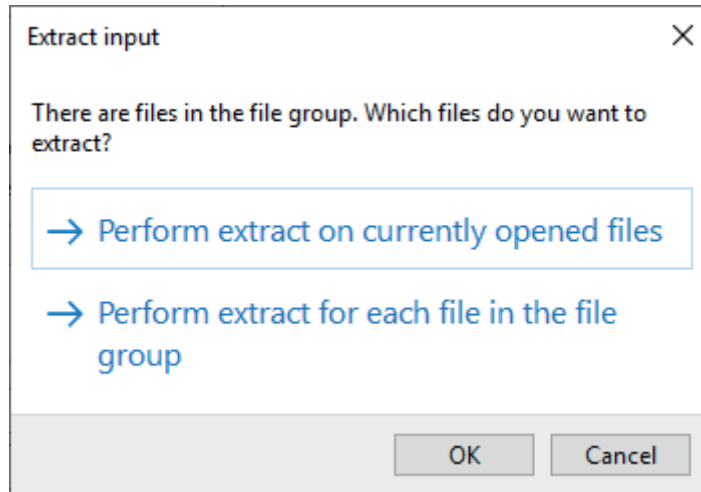 Extract input
There are files in the file group. Which files do you want to
extract?
→ Perform extract on currently opened files
→ Perform extract for each file in the file
group
OK
Cancel